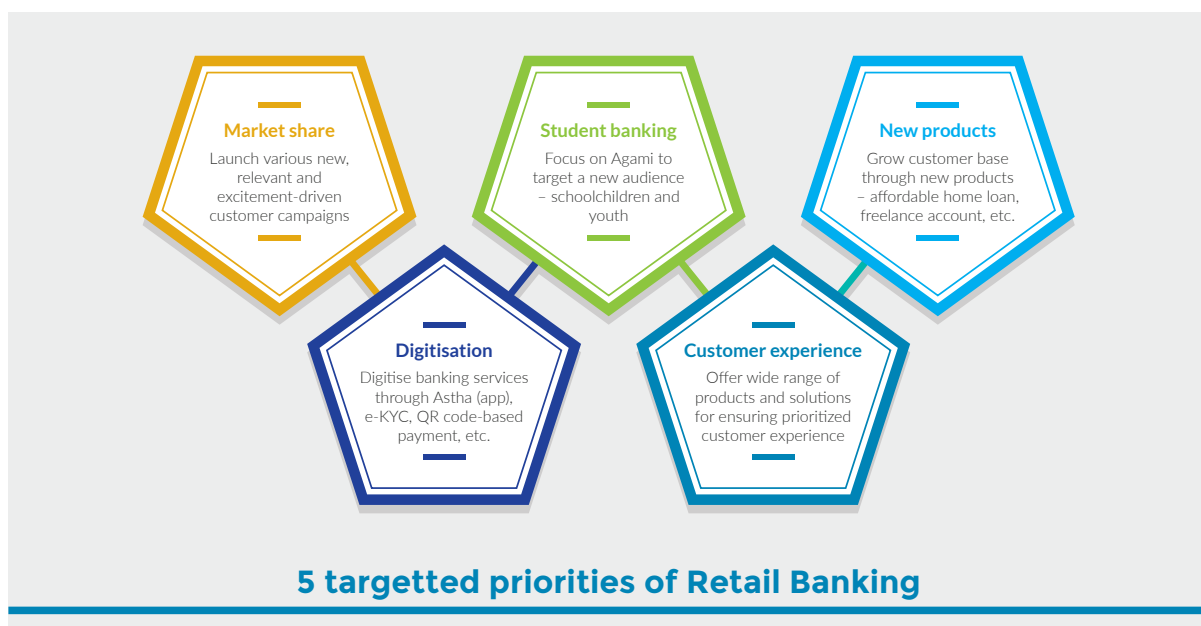 Market share
Launch various new,
relevant and
excitement-driven
customer campaigns
Digitisation
Digitise banking services
through Astha (app),
e-KYC, QR code-based
payment, etc.
Student banking
Focus on Agami to
target a new audience
– schoolchildren and
youth
Customer experience
Offer wide range of
products and solutions
for ensuring prioritized
customer experience
New products
Grow customer base
through new products
– affordable home loan,
freelance account, etc.
5 targetted priorities of Retail Banking